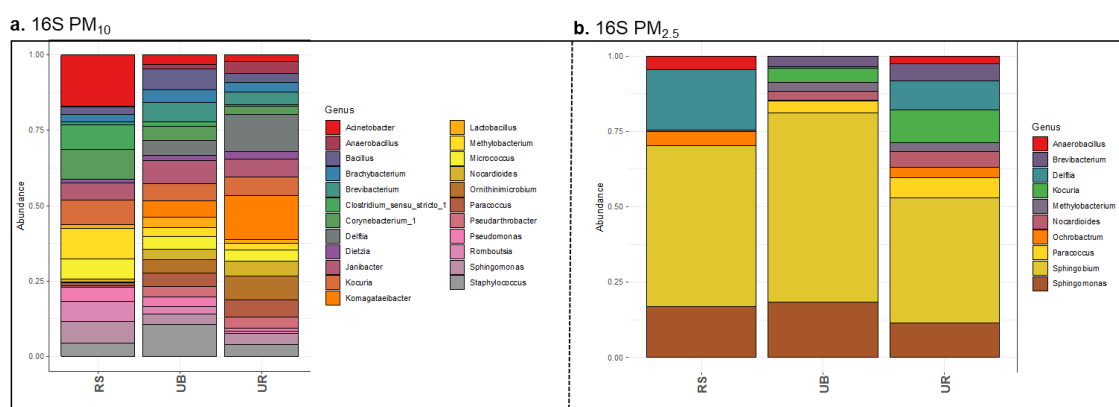 a. 16S PM10
1.00
0.75
0.50
0.25
0.00
Abundance
RS
UB
UR
Genus
Acinetobacter
Anaerobacillus
Bacillus
Brachybacterium
Brevibacterium
Clostridium_sensu_stricto_1
Corynebacterium_1
Delftia
Dietzia
Janibacter
Kocuria
Komagataeibacter
Lactobacillus
Methylobacterium
Micrococcus
Nocardioides
Ornithinimicrobium
Paracoccus
Pseudarthrobacter
Pseudomonas
Romboutsia
Sphingomonas
Staphylococcus
b. 16S PM2.5
1.00
0.75
0.50
0.25
0.00
Abundance
RS
UB
UR
Genus
Anaerobacillus
Brevibacterium
Delftia
Kocuria
Methylobacterium
Nocardioides
Ochrobactrum
Paracoccus
Sphingobium
Sphingomonas